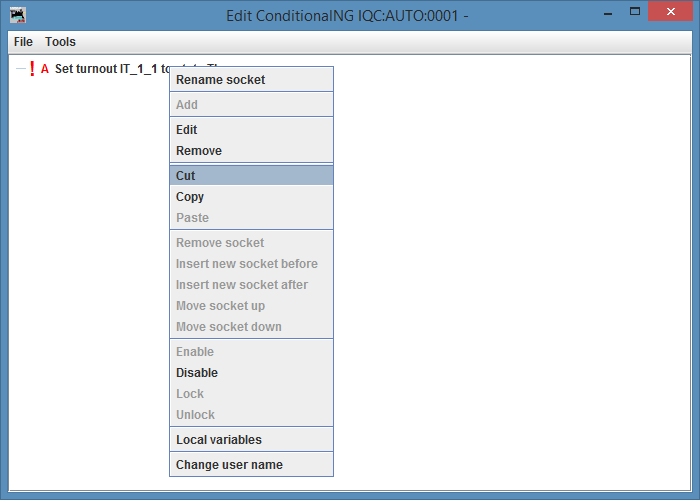 Edit ConditionalNG IQC:AUTO:0001 -
File Tools
! A Set turnout IT_1_1 to
Rename socket
Add
Edit
Remove
Cut
Copy
Paste
Remove socket
Insert new socket before
Insert new socket after
Move socket up
Move socket down
Enable
Disable
Lock
Unlock
Local variables
Change user name